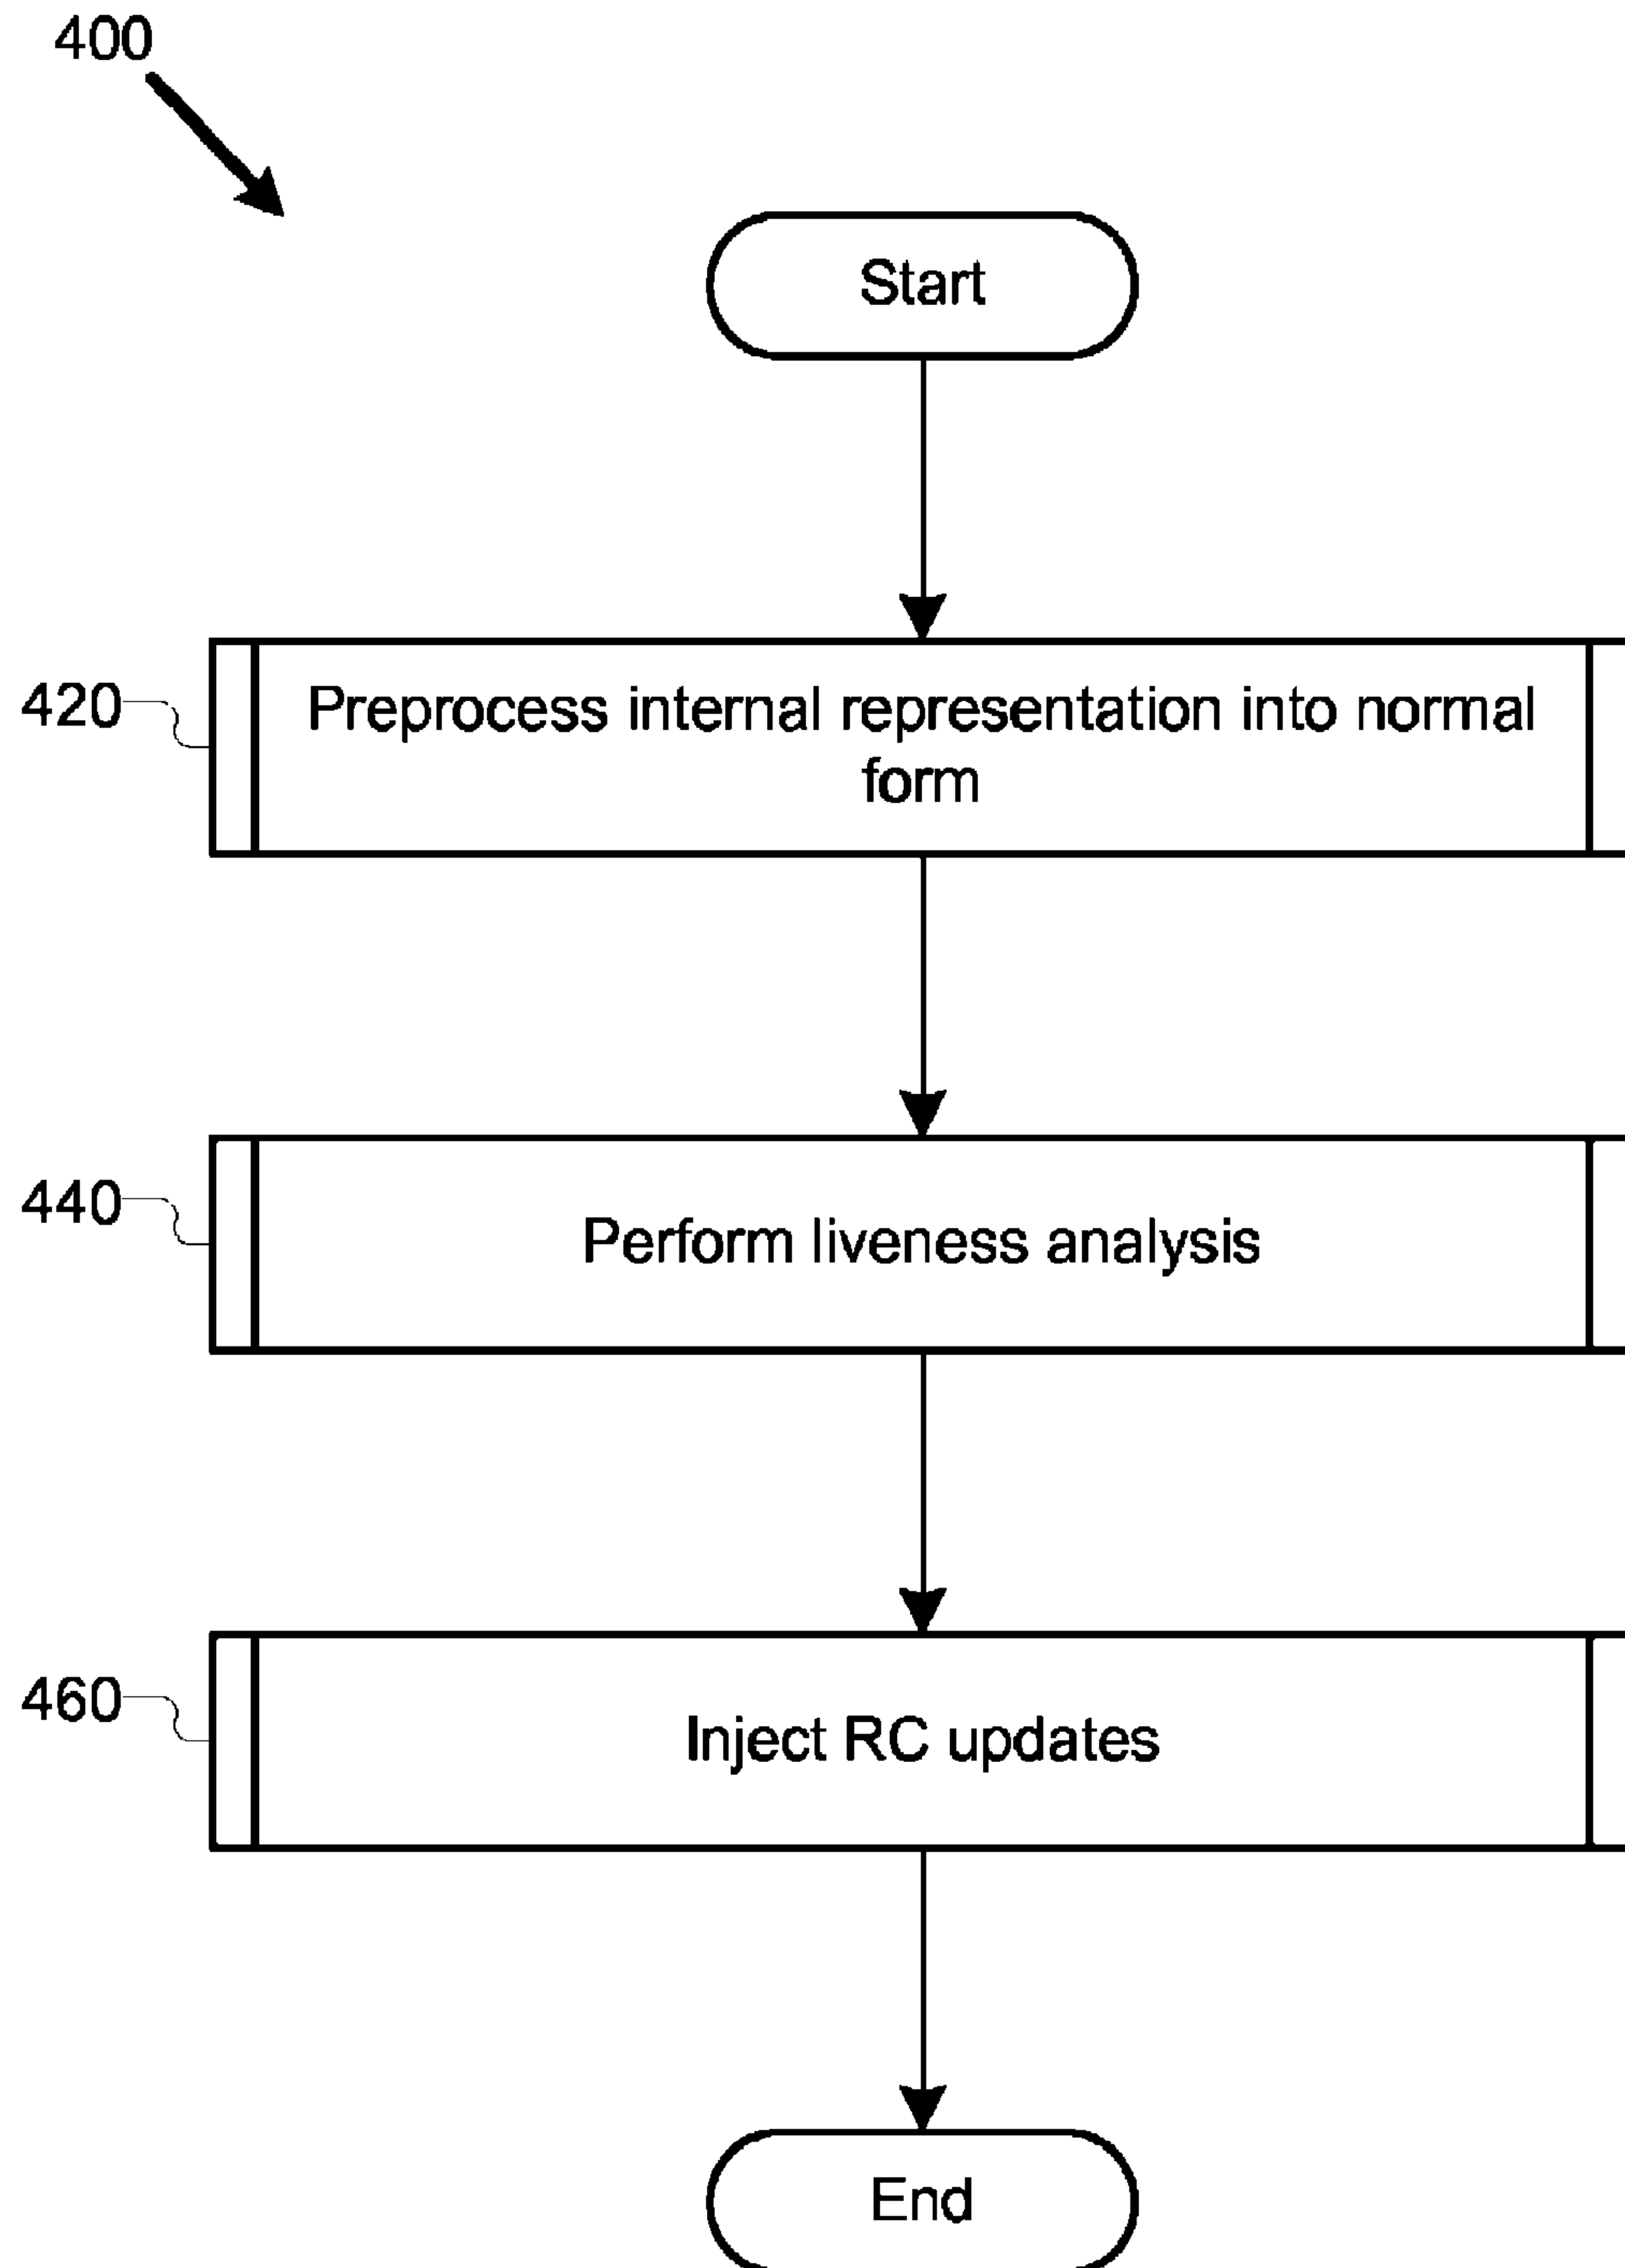 400
Start
420
Preprocess internal representation into normal
form
440
Perform liveness analysis
460
Inject RC updates
End